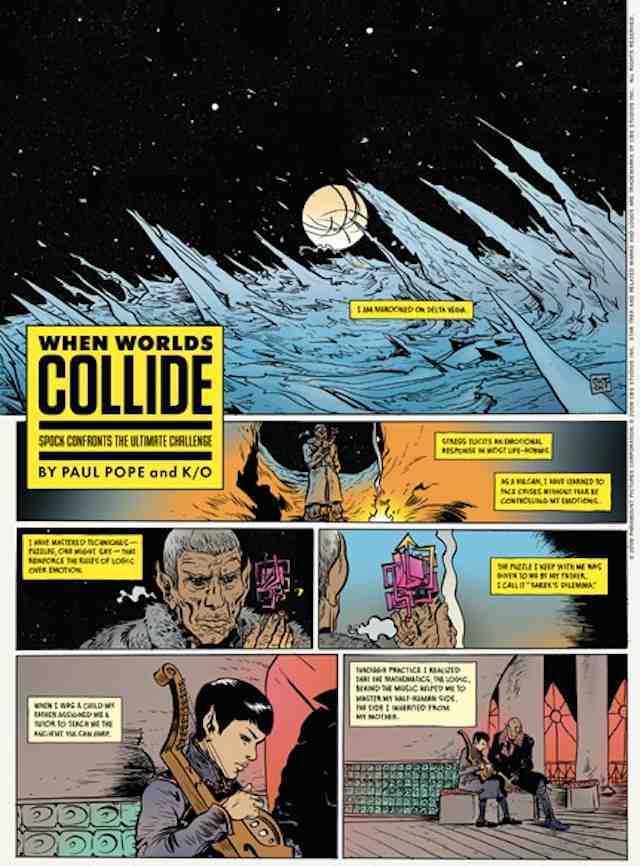 I AM MAROONED ON DELTA VEGA.
WHEN WORLDS
COLLIDE
SPOCK CONFRONTS THE ULTIMATE CHALLENGE
BY PAUL POPE and K/O
STRESS ELICITS AN EMOTIONAL
RESPONSE IN MOST LIFE-FORMS.
AS A VULCAN, I HAVE LEARNED TO
FACE CRISES WITHOUT FEAR BY
CONTROLLING MY EMOTIONS.
I HAVE MASTERED TECHNIQUES—
PUZZLES, ONE MIGHT SAY—THAT
REINFORCE THE RULES OF LOGIC
OVER EMOTION.
THE PUZZLE I KEEP WITH ME WAS
GIVEN TO ME BY MY FATHER.
I CALL IT "SAREK'S DILEMMA."
WHEN I WAS A CHILD MY
FATHER ASSIGNED ME A
TUTOR TO TEACH ME THE
ANCIENT VULCAN HARP.
THROUGH PRACTICE I REALIZED
THAT THE MATHEMATICS, THE LOGIC,
BEHIND THE MUSIC HELPED ME TO
MASTER MY HALF-HUMAN SIDE.
THE SIDE I INHERITED FROM
MY MOTHER.